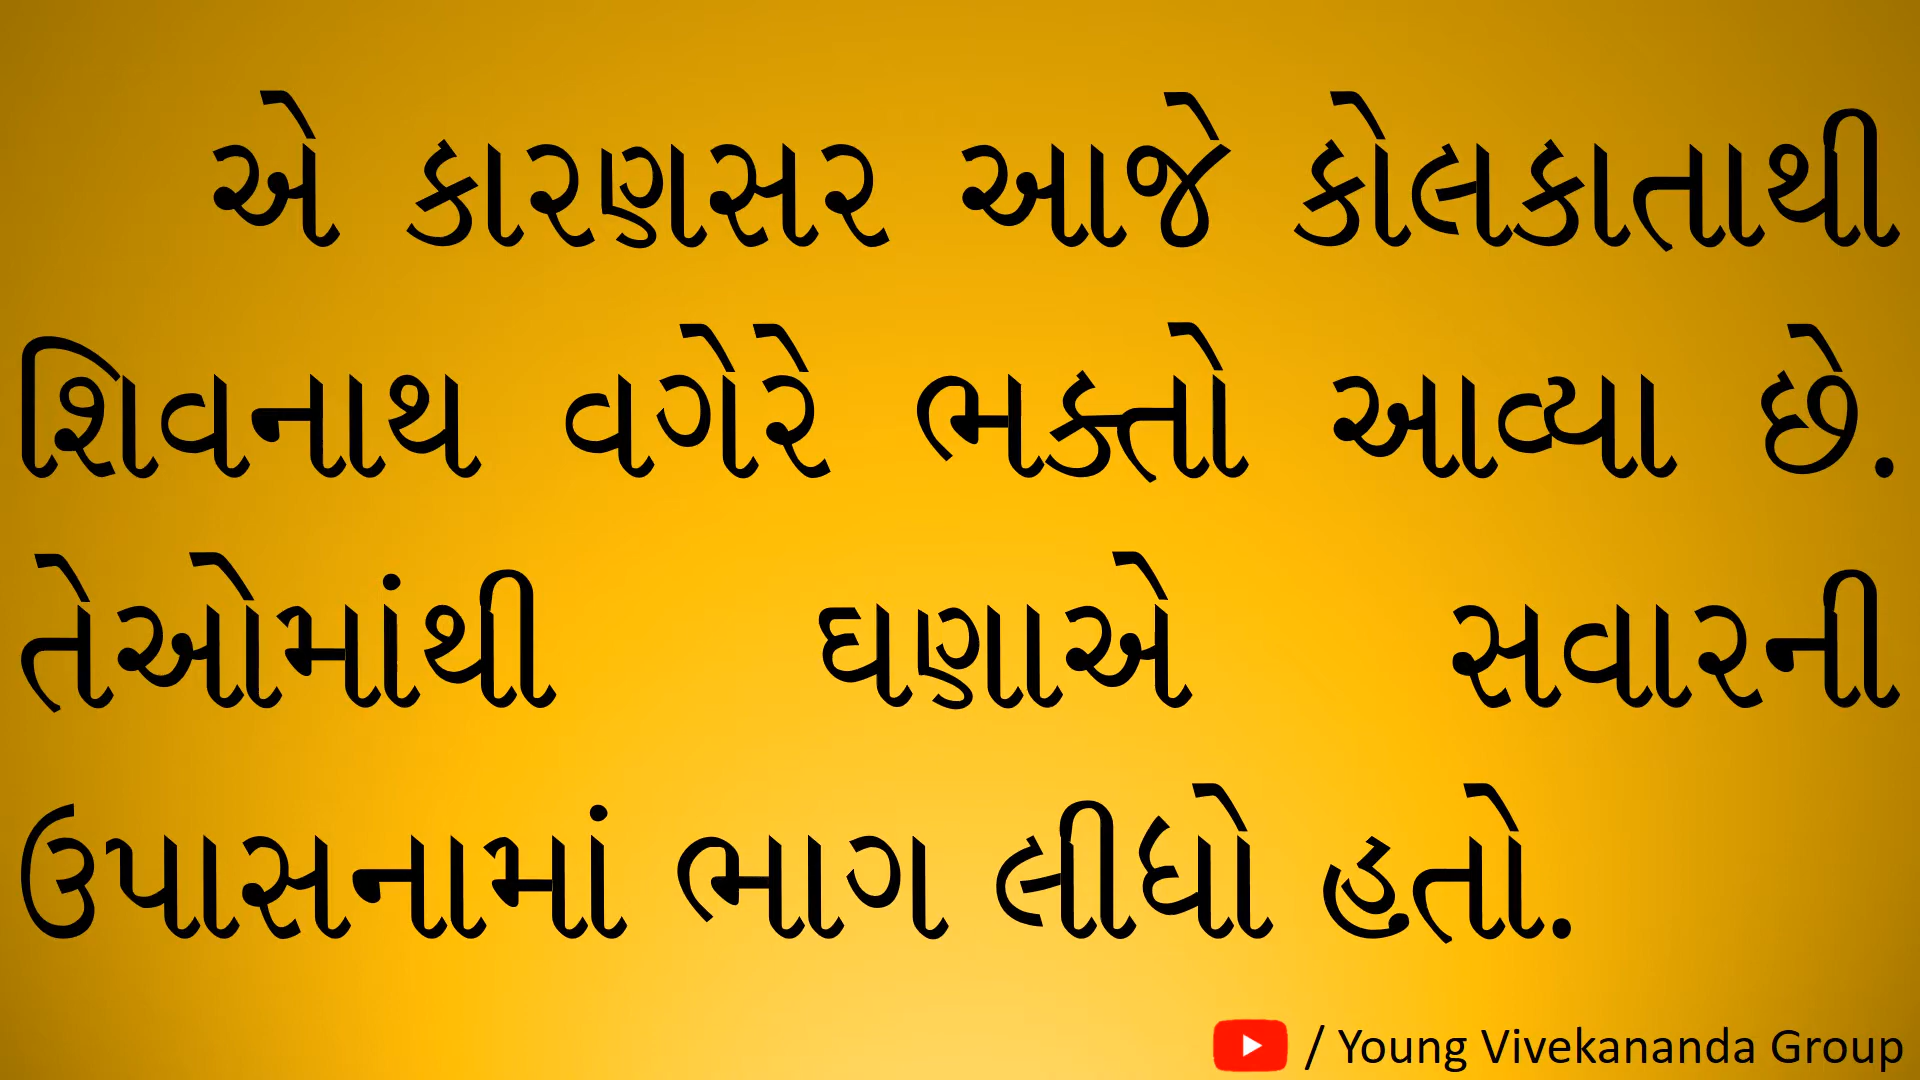 એ કારણસર આજે કોલકાતાથી
શિવનાથ વગેરે ભક્તો આવ્યા છે.
તેઓમાંથી ઘણાએ સવારની
ઉપાસનામાં ભાગ લીધો હતો.
/ Young Vivekananda Group